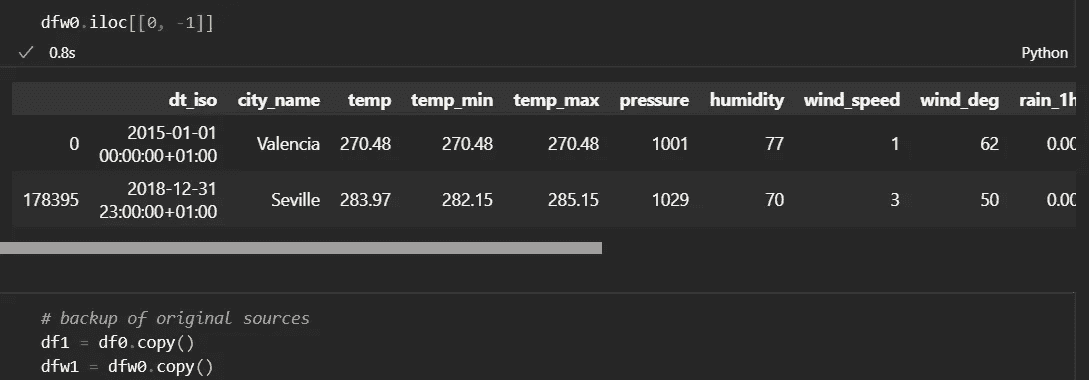 dfw0.iloc[[0, -1]]
0.8s Python
dt_iso city_name temp temp_min temp_max pressure humidity wind_speed wind_deg rain_1h
0 2015-01-01 00:00:00+01:00 Valencia 270.48 270.48 270.48 1001 77 1 62 0.00
178395 2018-12-31 23:00:00+01:00 Seville 283.97 282.15 285.15 1029 70 3 50 0.00
# backup of original sources
df1 = df0.copy()
dfw1 = dfw0.copy()